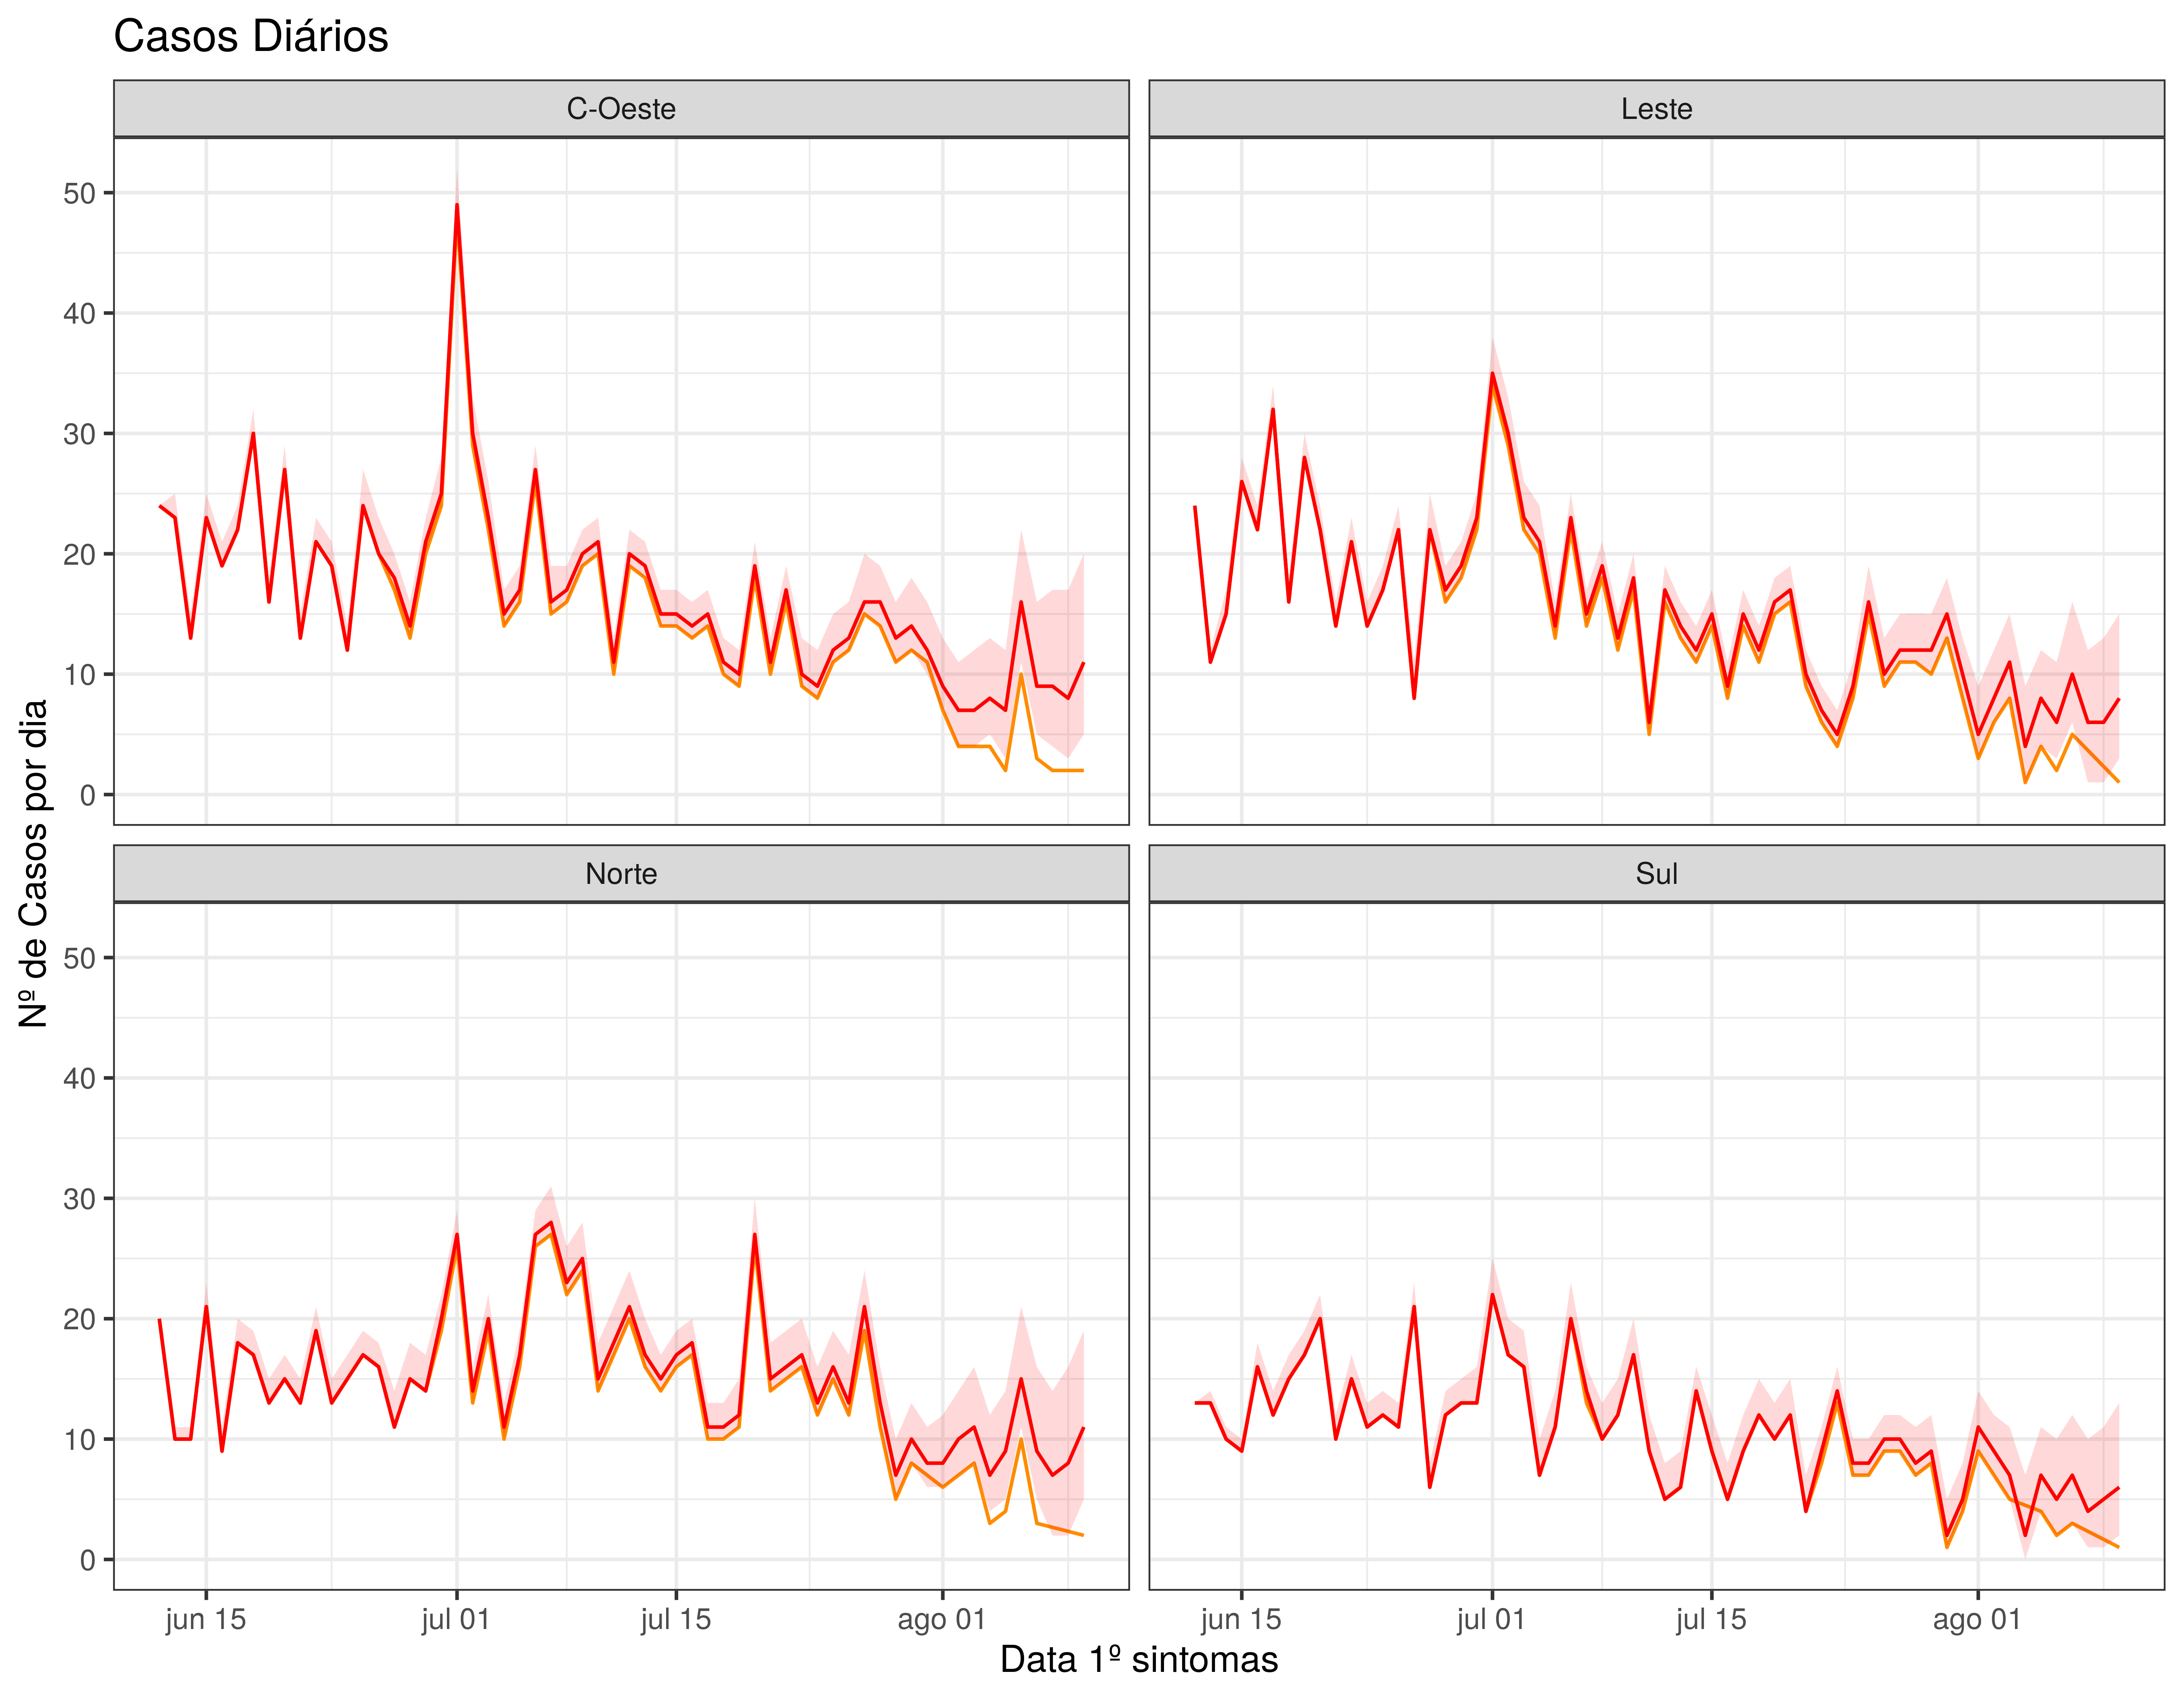 Casos Diários
C-Oeste
Leste
50
40
30
20
10
0
Norte
Sul
50
40
30
20
10
0
jun 15
jul 01
jul 15
ago 01
jun 15
jul 01
jul 15
ago 01
Data 1º sintomas
Nº de Casos por dia